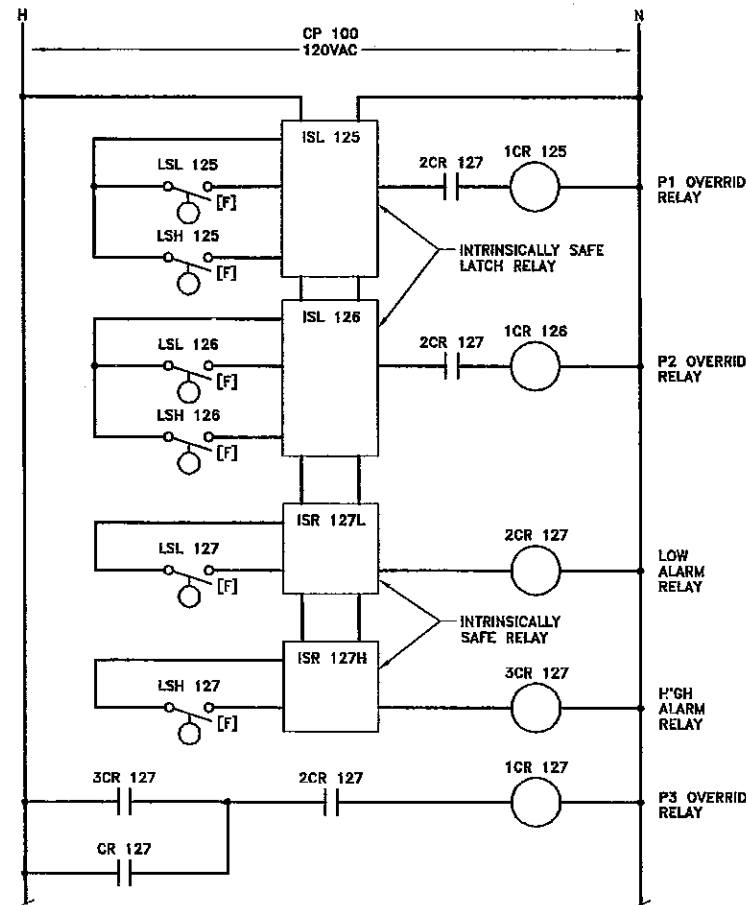 H
N
CP 100
120VAC
ISL 125
LSL 125
[F]
2CR 127
1CR 125
P1 OVERRID
RELAY
LSH 125
[F]
INTRINSICALLY SAFE
LATCH RELAY
ISL 126
LSL 126
[F]
2CR 127
1CR 126
P2 OVERRID
RELAY
LSH 126
[F]
ISR 127L
LSL 127
[F]
2CR 127
LOW
ALARM
RELAY
INTRINSICALLY
SAFE RELAY
ISR 127H
LSH 127
[F]
3CR 127
H'GH
ALARM
RELAY
3CR 127
2CR 127
1CR 127
P3 OVERRID
RELAY
CR 127